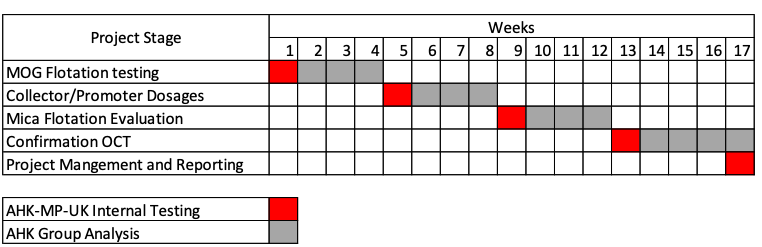 Project Stage Weeks
1 2 3 4 5 6 7 8 9 10 11 12 13 14 15 16 17
MOG Flotation testing
Collector/Promoter Dosages
Mica Flotation Evaluation
Confirmation OCT
Project Mangement and Reporting
AHK-MP-UK Internal Testing
AHK Group Analysis